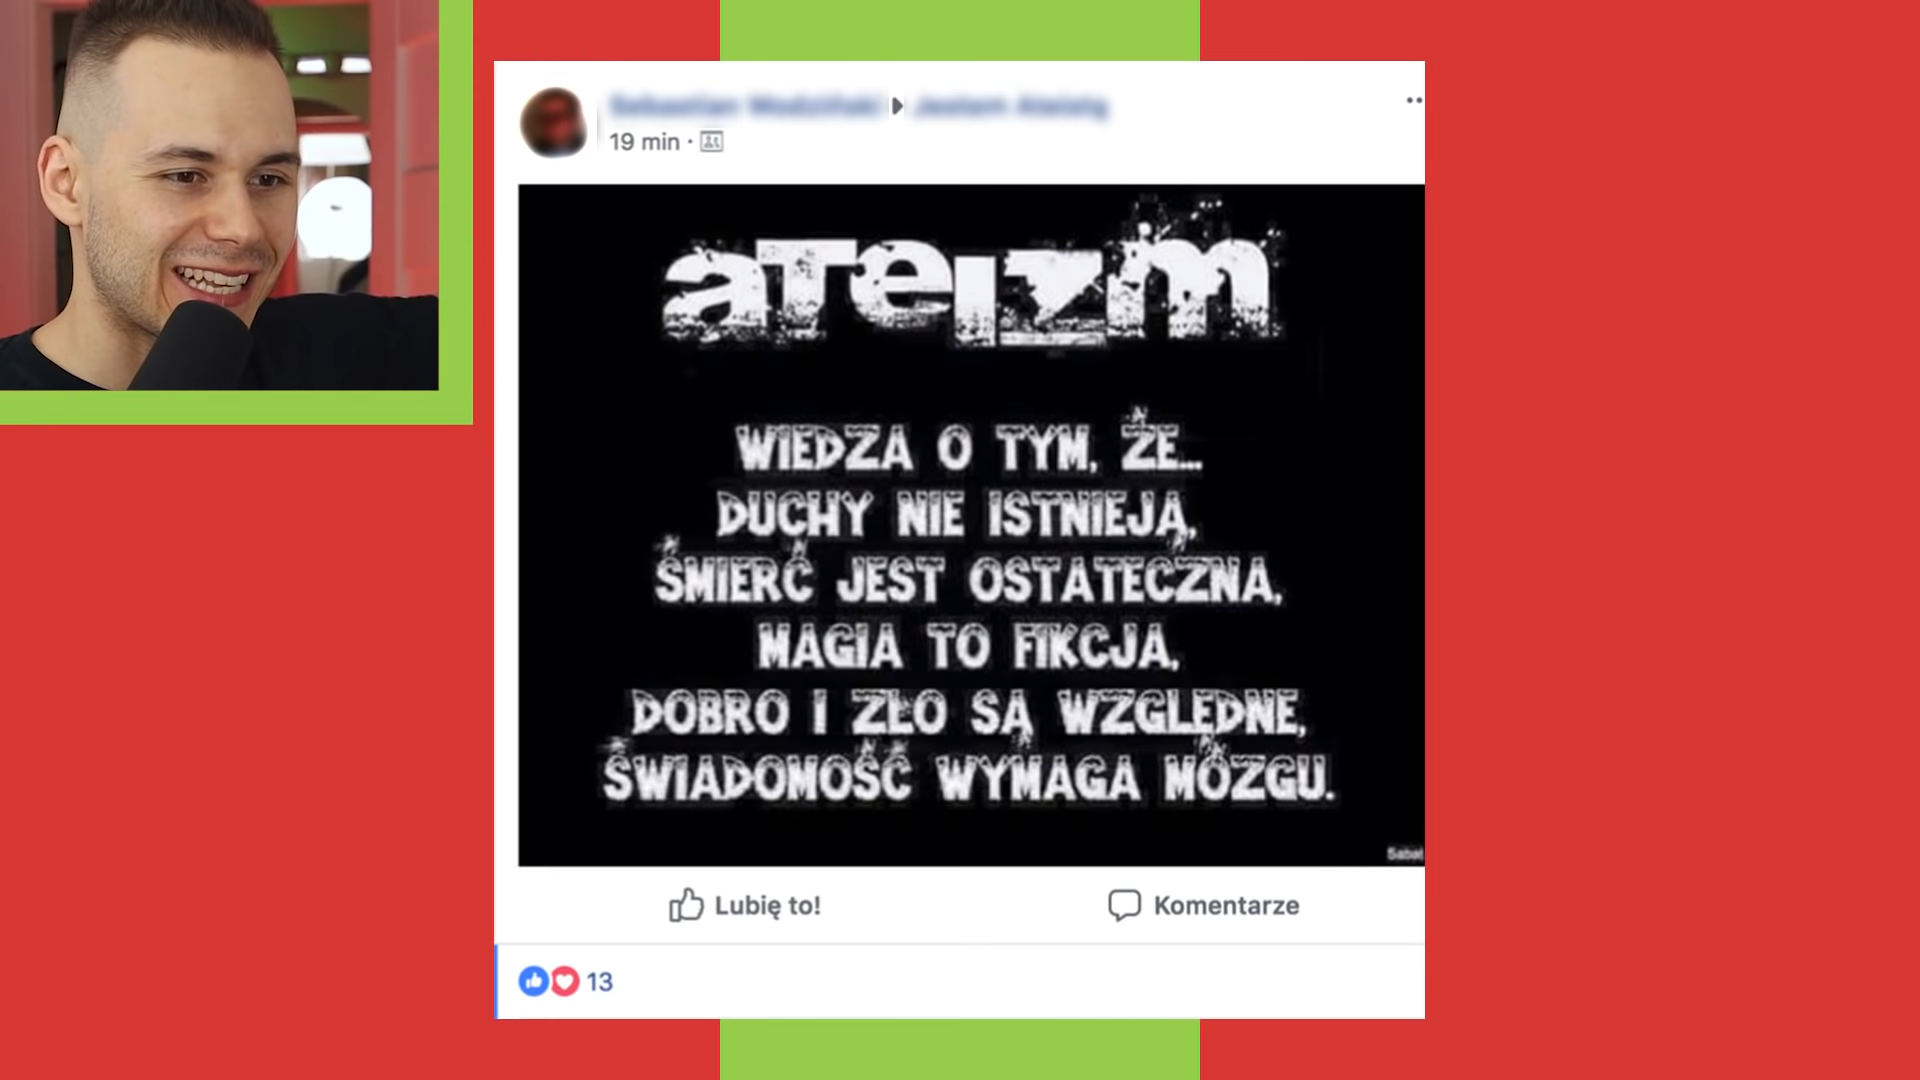 19 min ·
aTeızm
WIEDZA O TYM, ŻE...
DUCHY NIE ISTNIEJĄ,
ŚMIERĆ JEST OSTATECZNA,
MAGIA TO FIKCJA,
DOBRO I ZŁO SĄ WZGLĘDNE,
ŚWIADOMOŚĆ WYMAGA MÓZGU.
Lubię to!
Komentarze
13